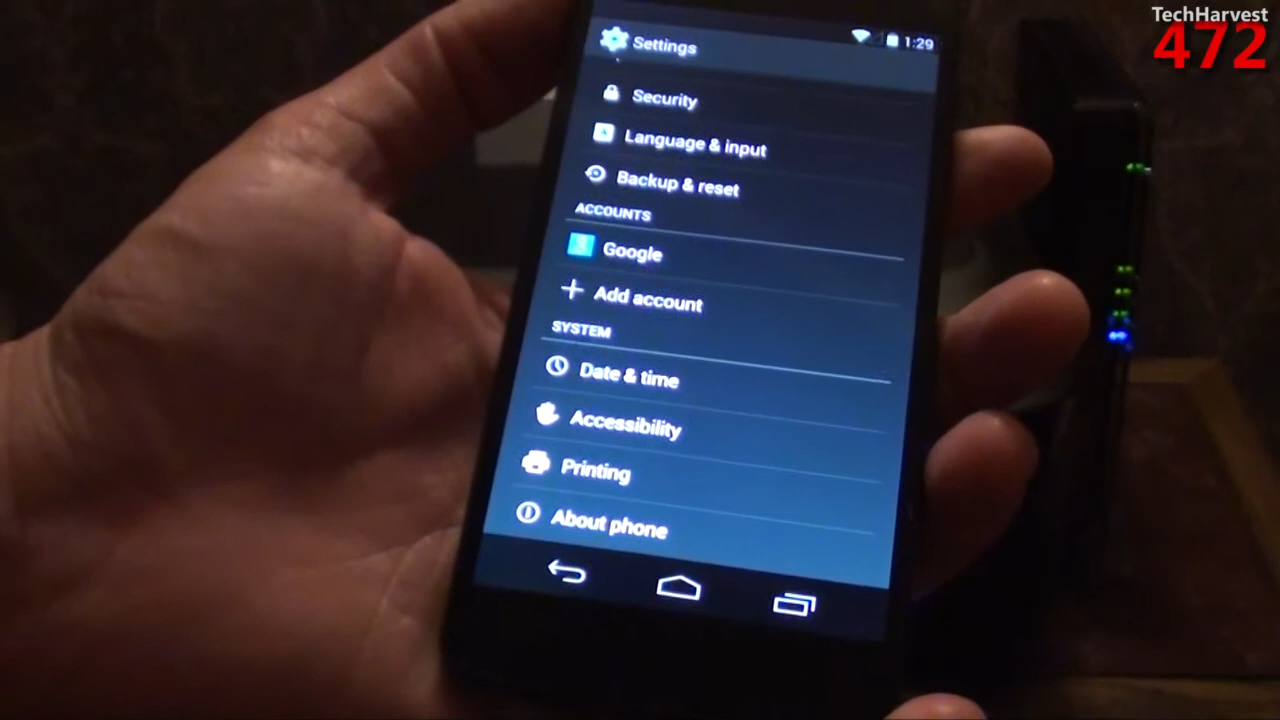 TechHarvest
472
Settings
1:29
Security
Language & input
Backup & reset
ACCOUNTS
Google
Add account
SYSTEM
Date & time
Accessibility
Printing
About phone